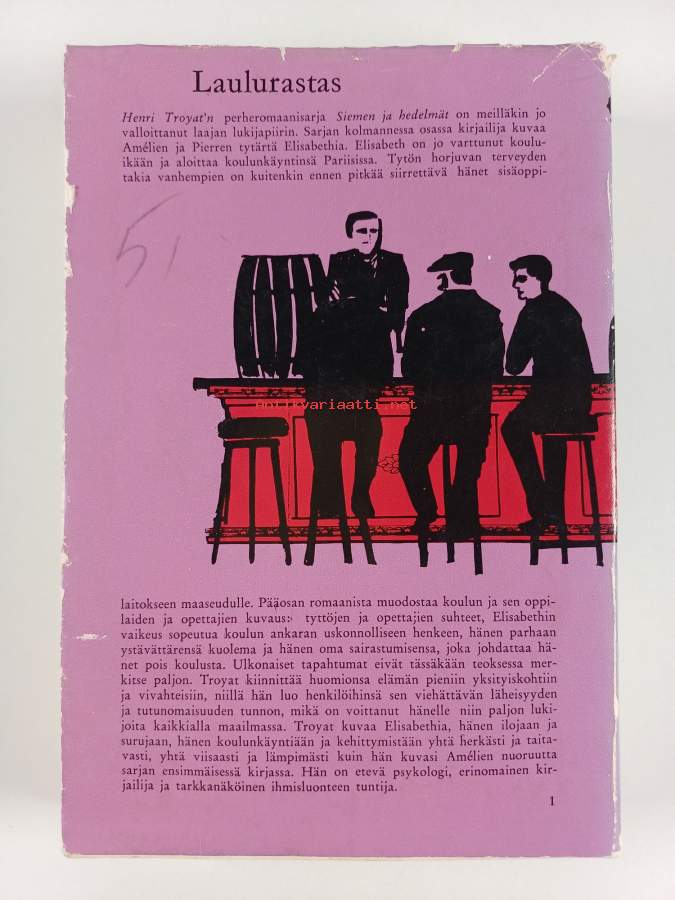 Laulurastas
Henri Troyat'n perheromaanisarja Siemen ja hedelmät on meilläkin jo
valloittanut laajan lukijapiirin. Sarjan kolmannessa osassa kirjailija kuvaa
Amélien ja Pierren tytärtä Elisabethia. Elisabeth on jo varttunut koulu-
ikään ja aloittaa koulunkäyntinsä Pariisissa. Tytön horjuvan terveyden
takia vanhempien on kuitenkin ennen pitkää siirrettävä hänet sisäoppi-
51
antikvariaatti.net
laitokseen maaseudulle. Pääosan romaanista muodostaa koulun ja sen oppi-
laiden ja opettajien kuvaus: tyttöjen ja opettajien suhteet, Elisabethin
vaikeus sopeutua koulun ankaran uskonnolliseen henkeen, hänen parhaan
ystävättärensä kuolema ja hänen oma sairastumisensa, joka johdattaa hä-
net pois koulusta. Ulkonaiset tapahtumat eivät tässäkään teoksessa mer-
kitse paljon. Troyat kiinnittää huomionsa elämän pieniin yksityiskohtiin
ja vivahteisiin, niillä hän luo henkilöihinsä sen viehättävän läheisyyden
ja tutunomaisuuden tunnon, mikä on voittanut hänelle niin paljon luki-
joita kaikkialla maailmassa. Troyat kuvaa Elisabethia, hänen ilojaan ja
surujaan, hänen koulunkäyntiään ja kehittymistään yhtä herkästi ja taita-
vasti, yhtä viisaasti ja lämpimästi kuin hän kuvasi Amélien nuoruutta
sarjan ensimmäisessä kirjassa. Hän on etevä psykologi, erinomainen kir-
jailija ja tarkkanäköinen ihmisluonteen tuntija.
1